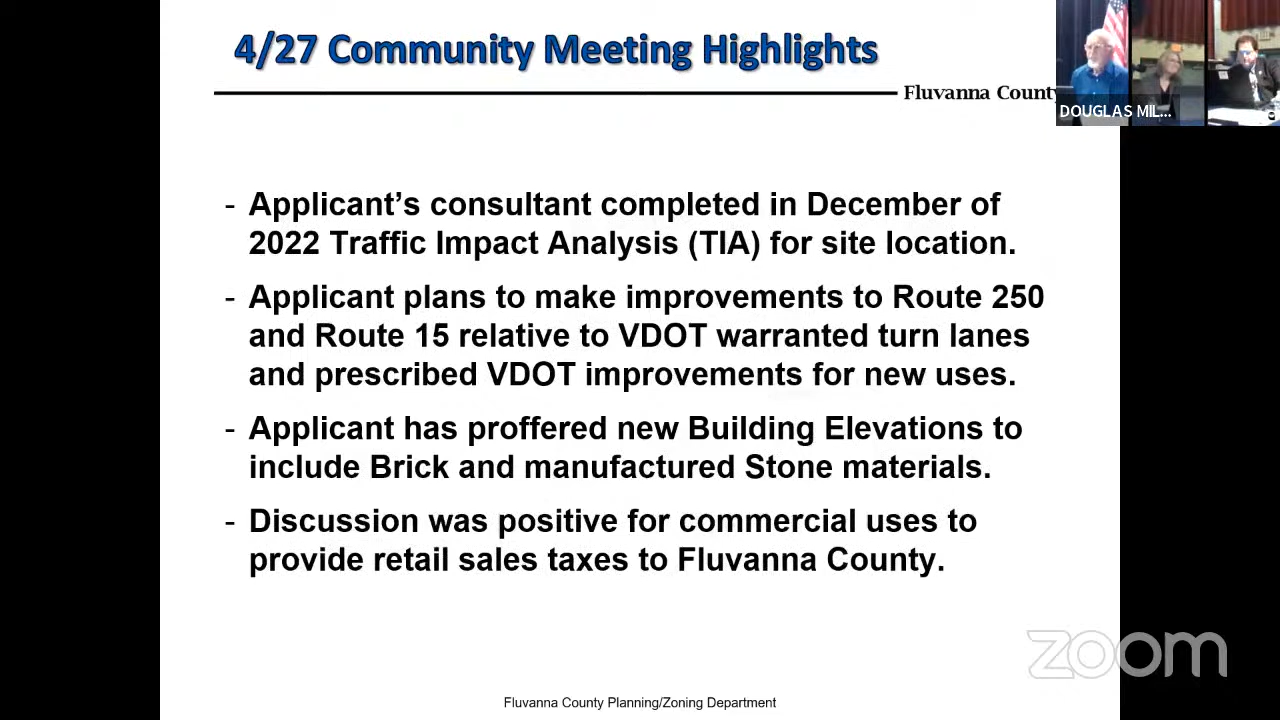 4/27 Community Meeting Highlights
Fluvanna County
DOUGLAS MIL...
- Applicant's consultant completed in December of
2022 Traffic Impact Analysis (TIA) for site location.
- Applicant plans to make improvements to Route 250
and Route 15 relative to VDOT warranted turn lanes
and prescribed VDOT improvements for new uses.
- Applicant has proffered new Building Elevations to
include Brick and manufactured Stone materials.
- Discussion was positive for commercial uses to
provide retail sales taxes to Fluvanna County.
zoom
Fluvanna County Planning/Zoning Department